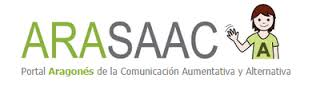 ARASAAC
A
Portal Aragonés de la Comunicación Aumentativa y Alternativa